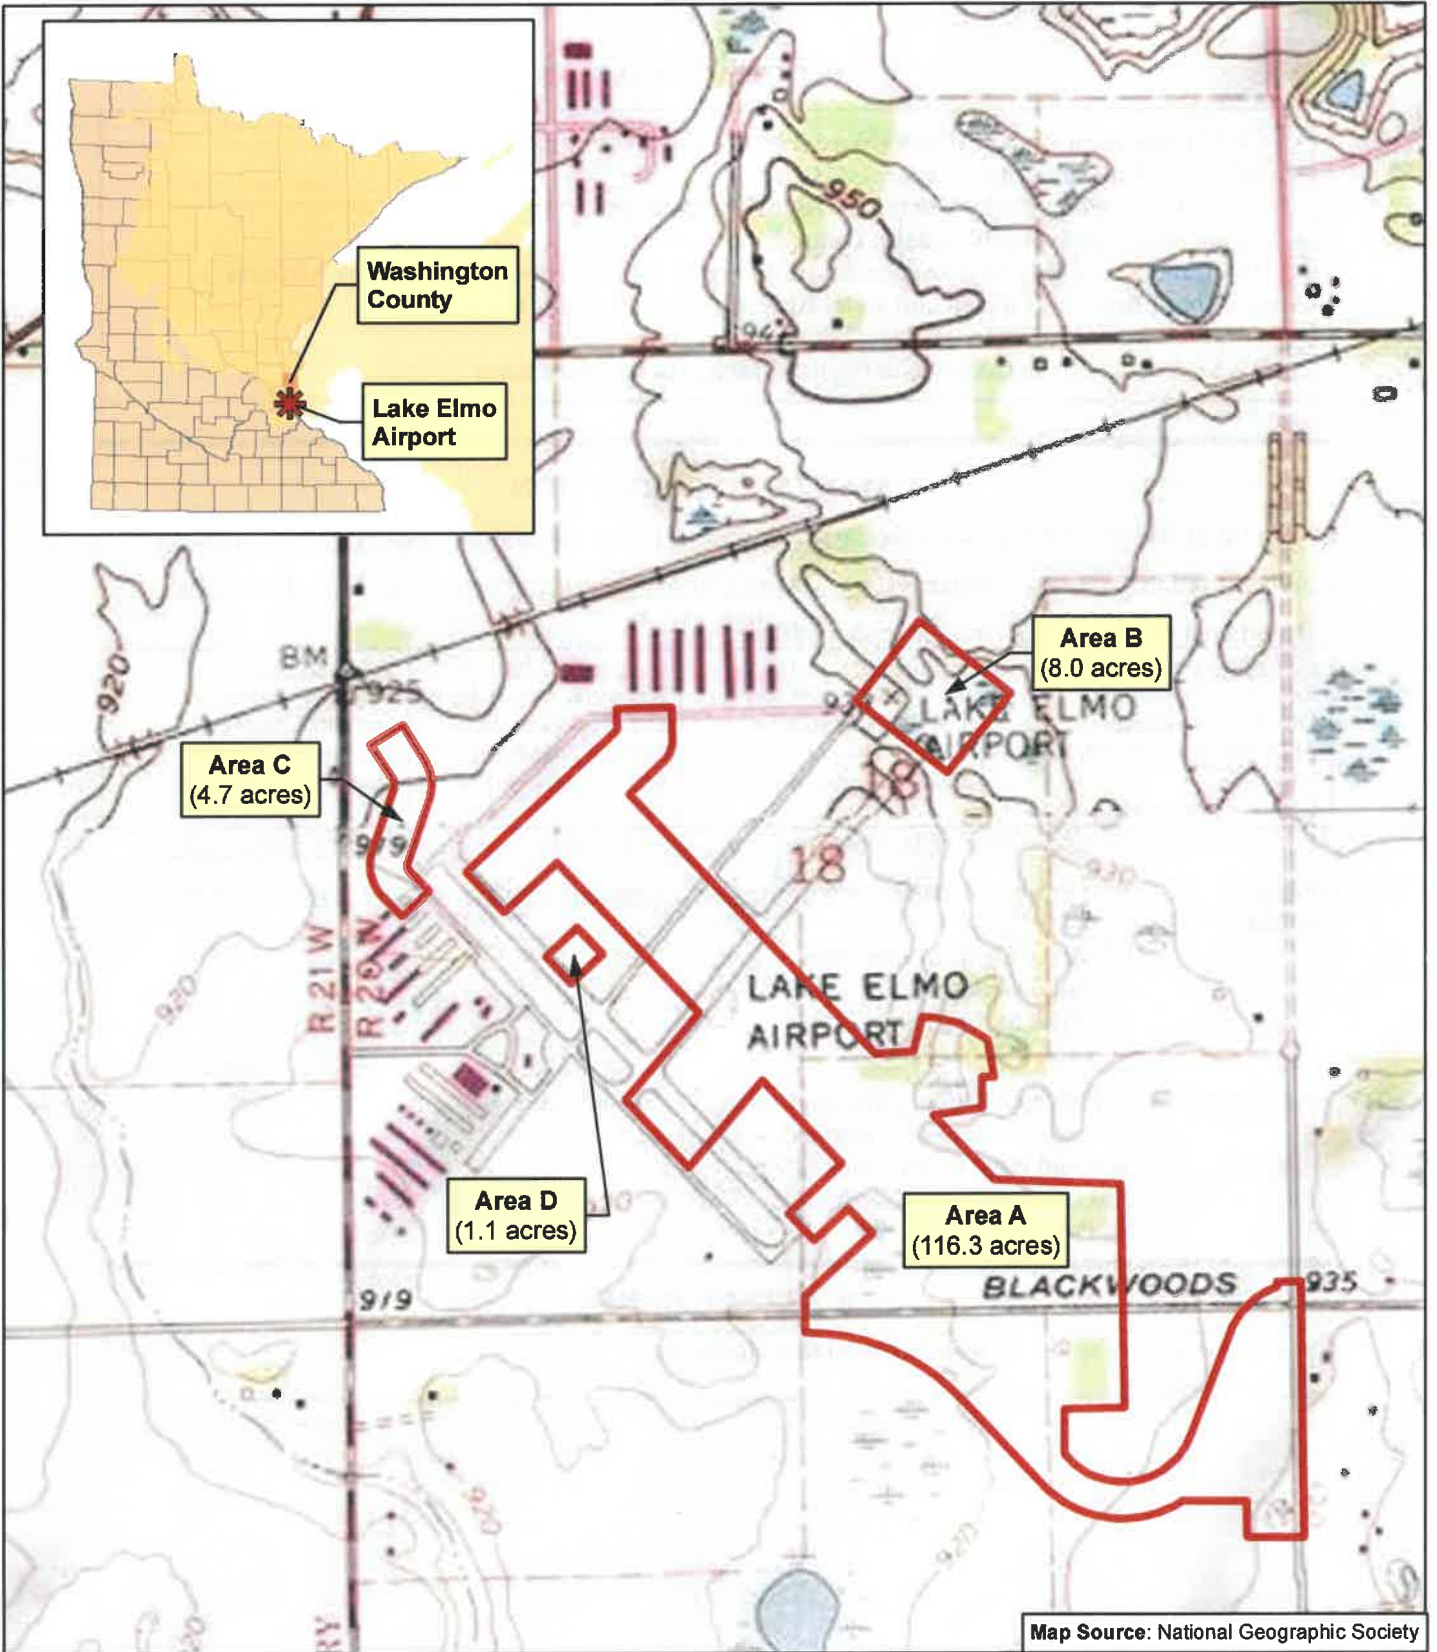 Washington
County
Lake Elmo
Airport
950
BM
925
920
Area B
(8.0 acres)
LAKE ELMO
AIRPORT
Area C
(4.7 acres)
919
18
18
930
R 21 W
R 20 W
920
LAKE ELMO
AIRPORT
Area D
(1.1 acres)
Area A
(116.3 acres)
BLACKWOODS
935
919
920
920
Map Source: National Geographic Society